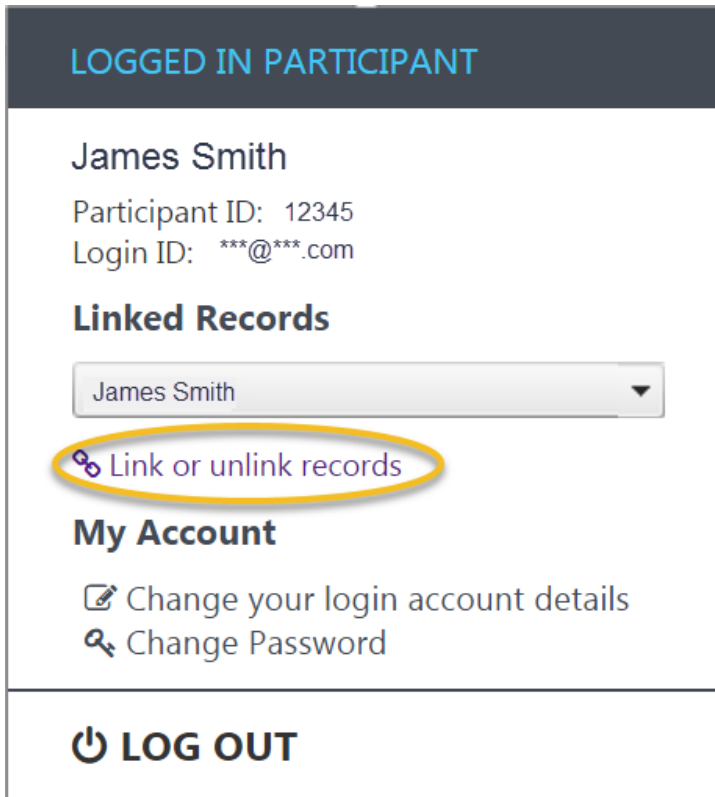 LOGGED IN PARTICIPANT
James Smith
Participant ID: 12345
Login ID: ***@***.com
Linked Records
James Smith
Link or unlink records
My Account
Change your login account details
Change Password
LOG OUT